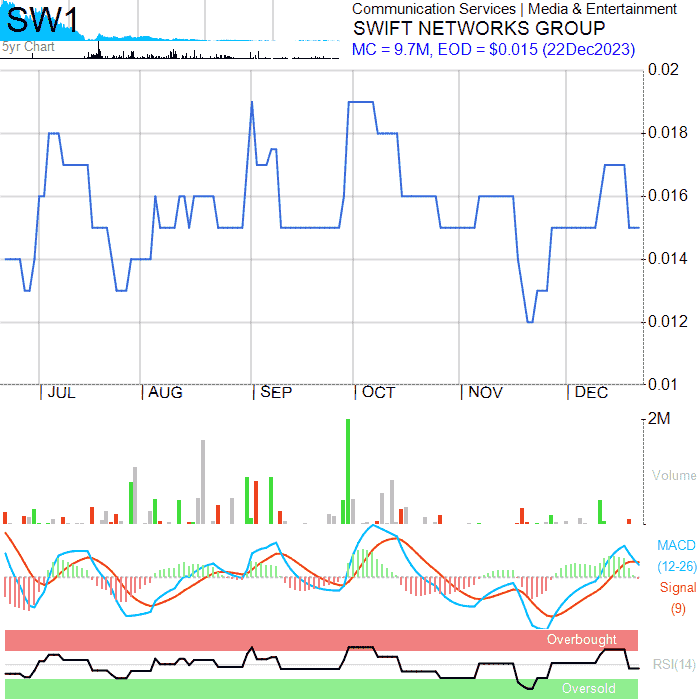 SW1
5yr Chart
Communication Services | Media & Entertainment
SWIFT NETWORKS GROUP
MC = 9.7M, EOD = $0.015 (22Dec2023)
0.02
0.018
0.016
0.014
0.012
0.01
| JUL | AUG | SEP | OCT | NOV | DEC
2M
Volume
MACD
(12-26)
Signal
(9)
Overbought
RSI(14)
Oversold